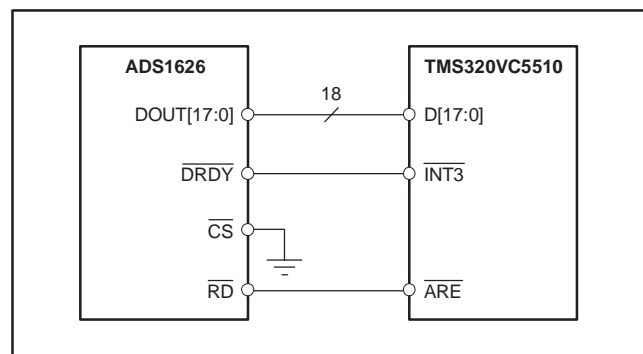 ADS1626 TMS320VC5510
18
DOUT[17:0] D[17:0]
DRDY INT3
CS
RD ARE